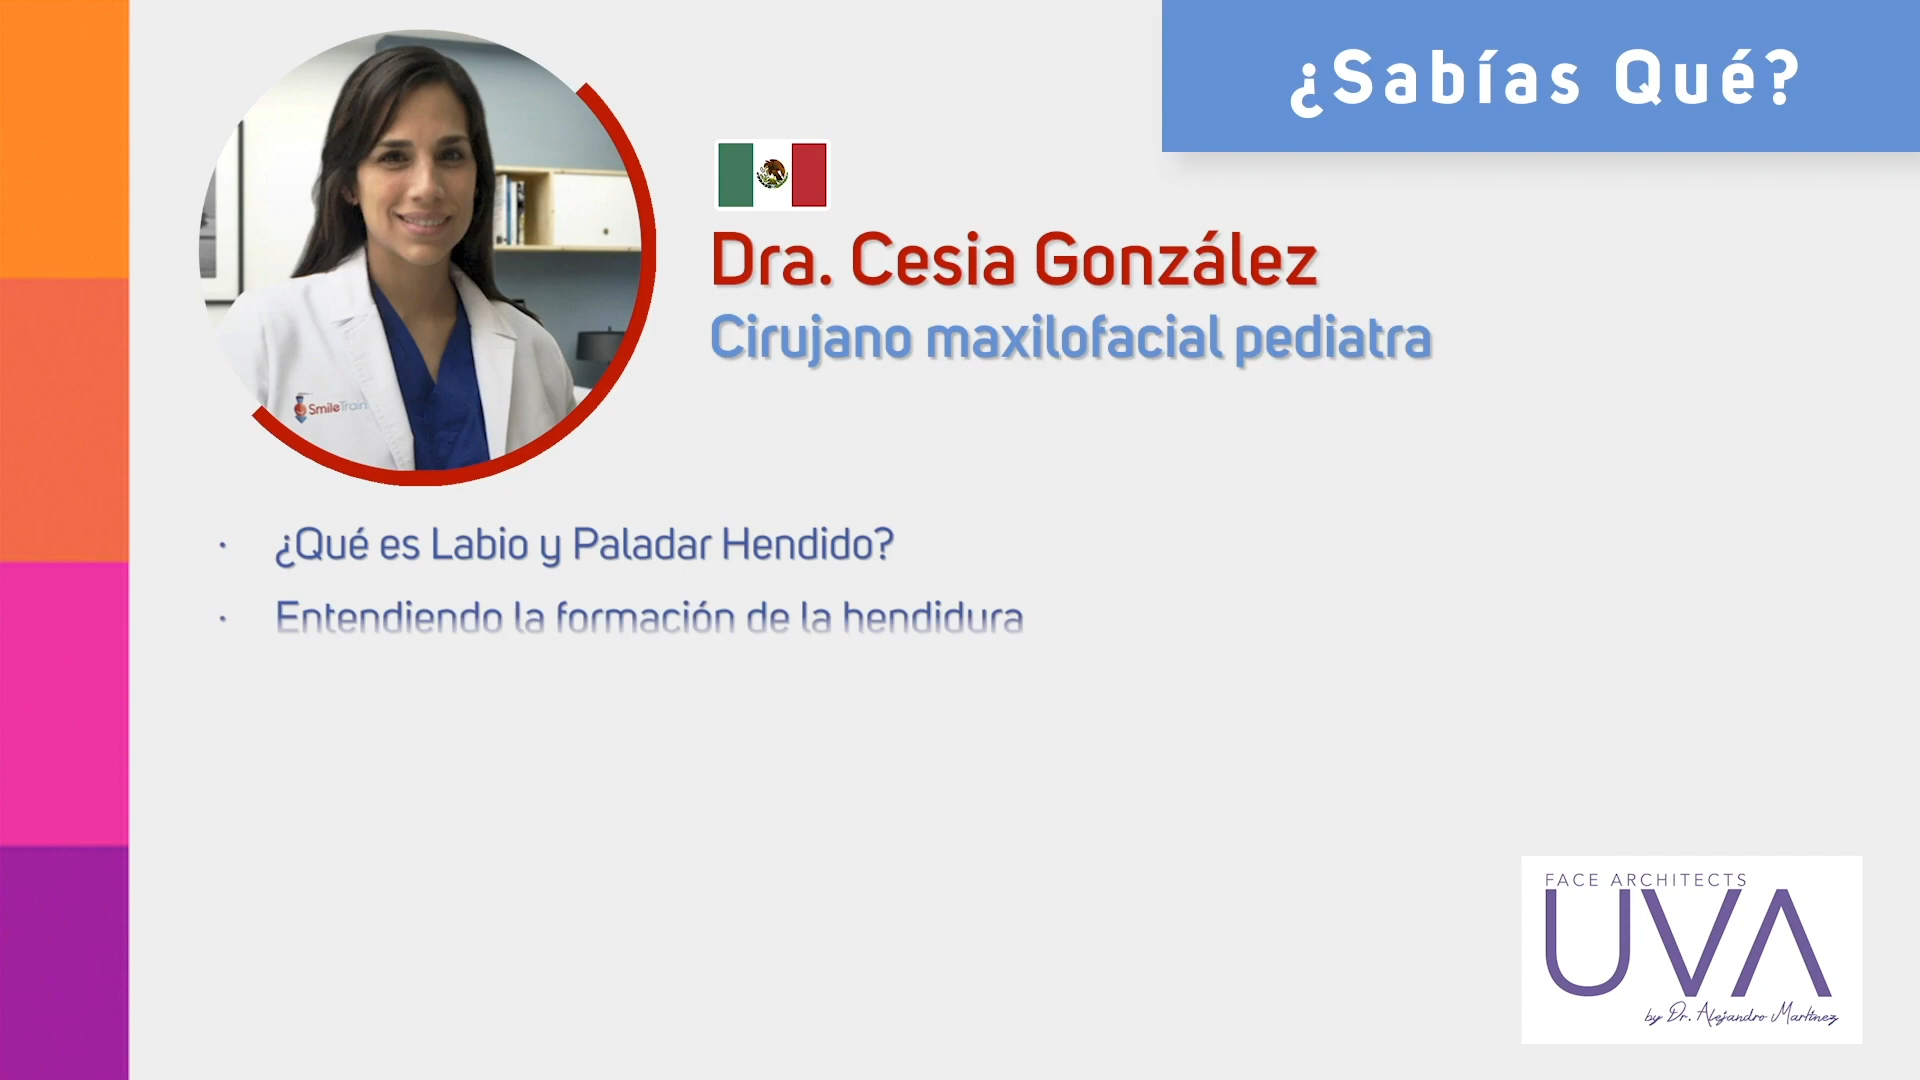 ¿Sabías Qué?
Dra. Cesia González
Cirujano maxilofacial pediatra
SmileTrain
· ¿Qué es Labio y Paladar Hendido?
· Entendiendo la formación de la hendidura
FACE ARCHITECTS
UVA
by Dr. Alejandro Martínez